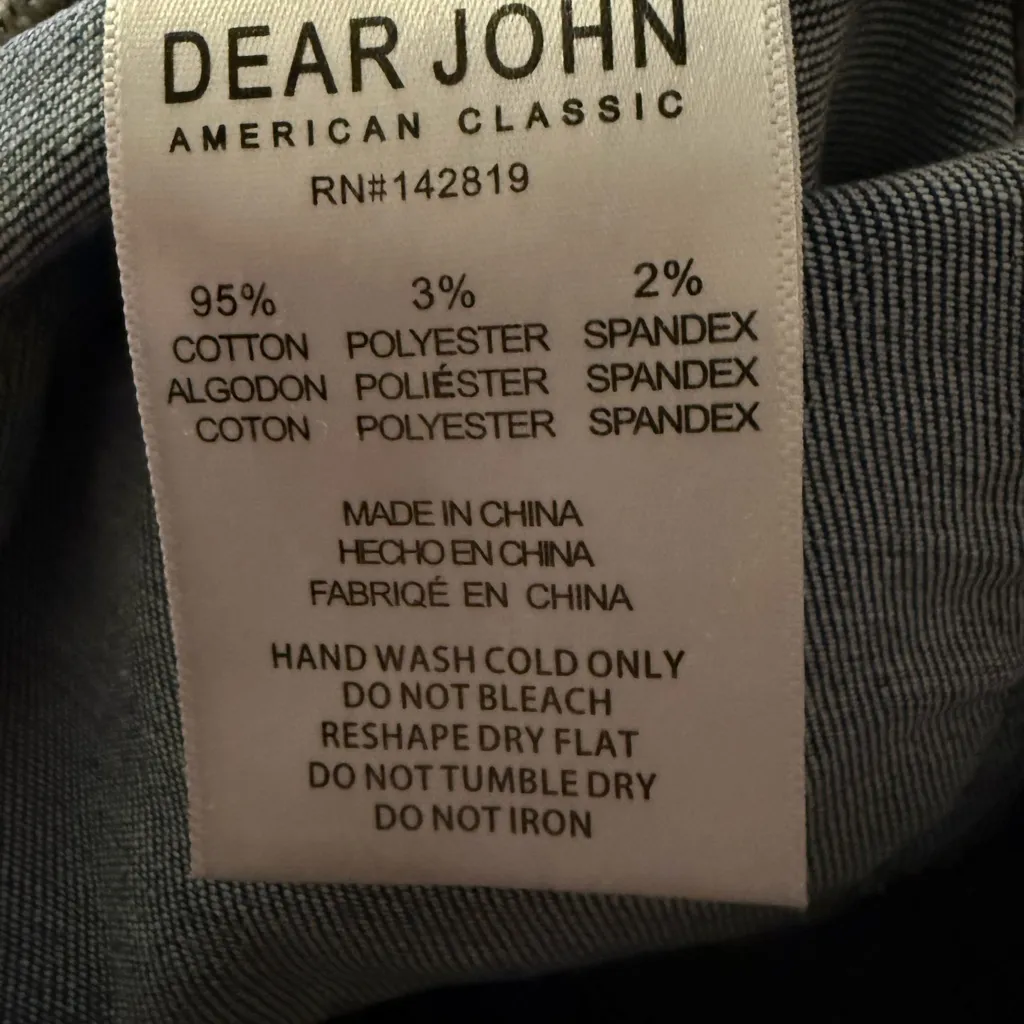 DEAR JOHN
AMERICAN CLASSIC
RN#142819
95% 3% 2%
COTTON POLYESTER SPANDEX
ALGODON POLIÉSTER SPANDEX
COTON POLYESTER SPANDEX
MADE IN CHINA
HECHO EN CHINA
FABRIQÉ EN CHINA
HAND WASH COLD ONLY
DO NOT BLEACH
RESHAPE DRY FLAT
DO NOT TUMBLE DRY
DO NOT IRON